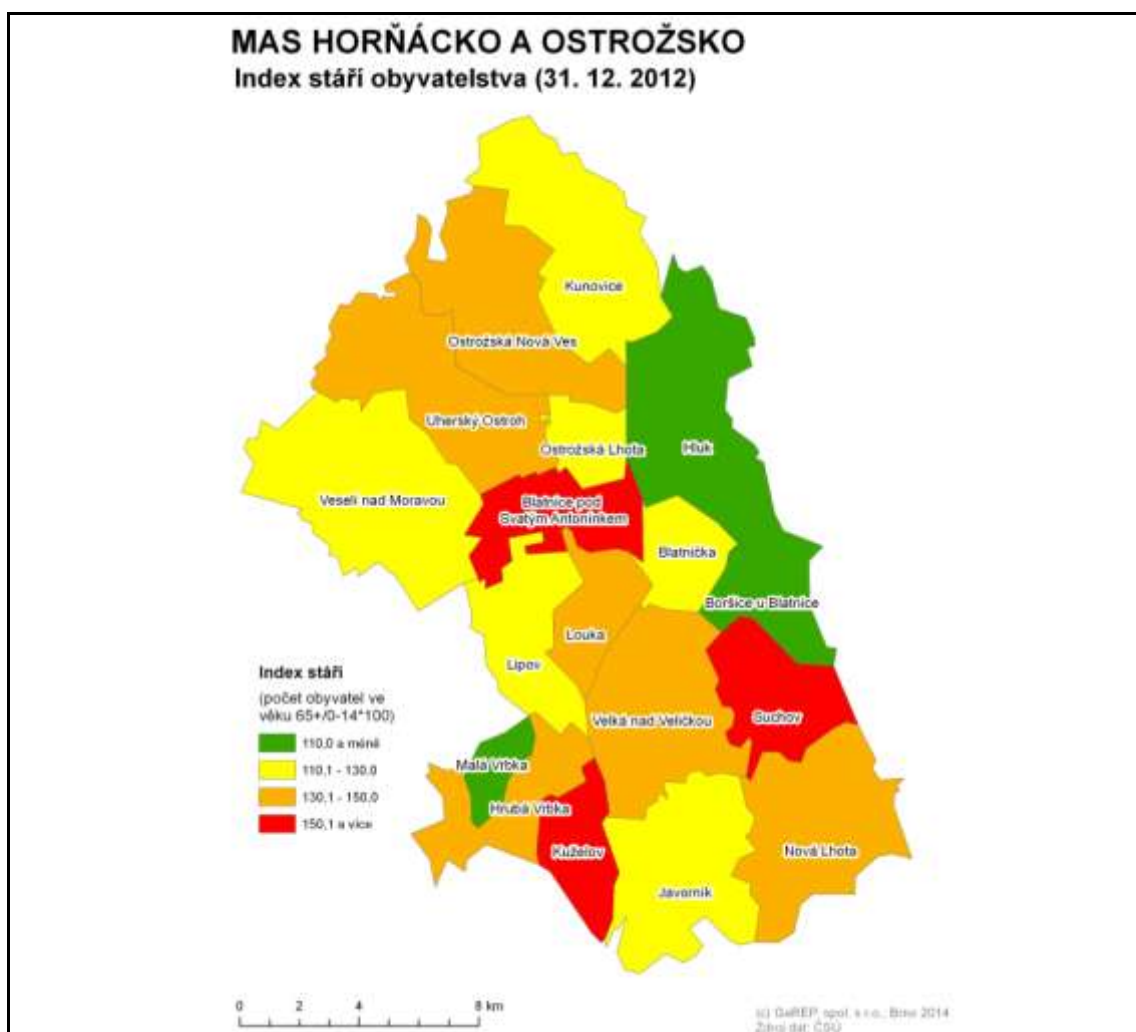 MAS HORŇÁCKO A OSTROŽSKO
Index stáří obyvatelstva (31. 12. 2012)
Kunovice
Ostrožská Nová Ves
Uherský Ostroh
Ostrožská Lhota
Hluk
Veselí nad Moravou
Blatnice pod
Svatým Antonínkem
Blatnička
Boršice u Blatnice
Louka
Lipov
Index stáří
(počet obyvatel ve
věku 65+/0-14*100)
110,0 a méně
110,1 - 130,0
130,1 - 150,0
150,1 a více
Velká nad Veličkou
Suchov
Malá Vrbka
Hrubá Vrbka
Kuželov
Nová Lhota
Javorník
0 2 4 8 km
(c) GaREP, spol. s r.o., Brno 2014
Zdroj dat: ČSÚ